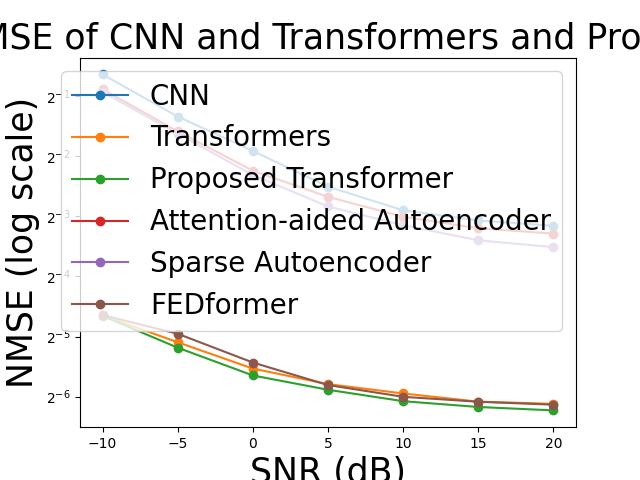 MSE of CNN and Transformers and Pro
NMSE (log scale)
2⁻¹
2⁻²
2⁻³
2⁻⁴
2⁻⁵
2⁻⁶
CNN
Transformers
Proposed Transformer
Attention-aided Autoencoder
Sparse Autoencoder
FEDformer
−10 −5 0 5 10 15 20
SNR (dB)